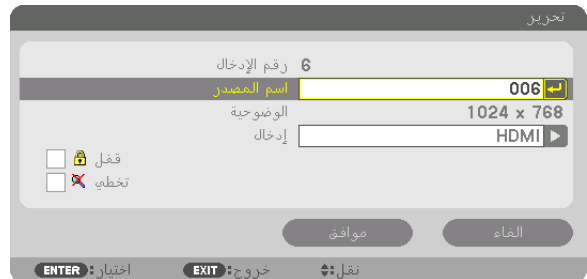 تحرير
رقم الإدخال 6
اسم المصدر 006
الوضوحية 1024 x 768
إدخال HDMI
قفل
تخطي
موافق الغاء
ENTER :اختيار EXIT :خروج نقل: